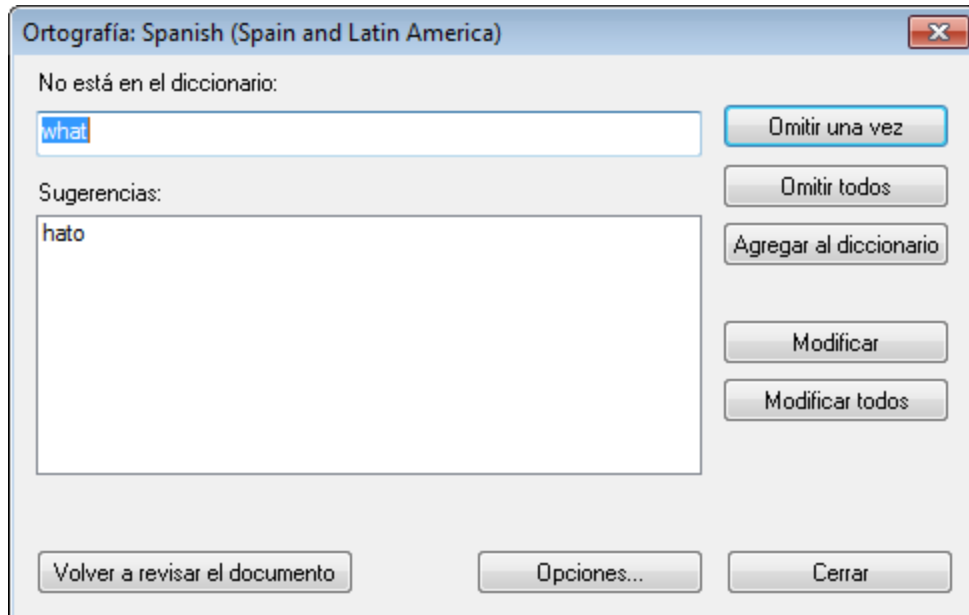 Ortografía: Spanish (Spain and Latin America)
No está en el diccionario:
what
Omitir una vez
Sugerencias:
Omitir todos
hato
Agregar al diccionario
Modificar
Modificar todos
Volver a revisar el documento
Opciones...
Cerrar